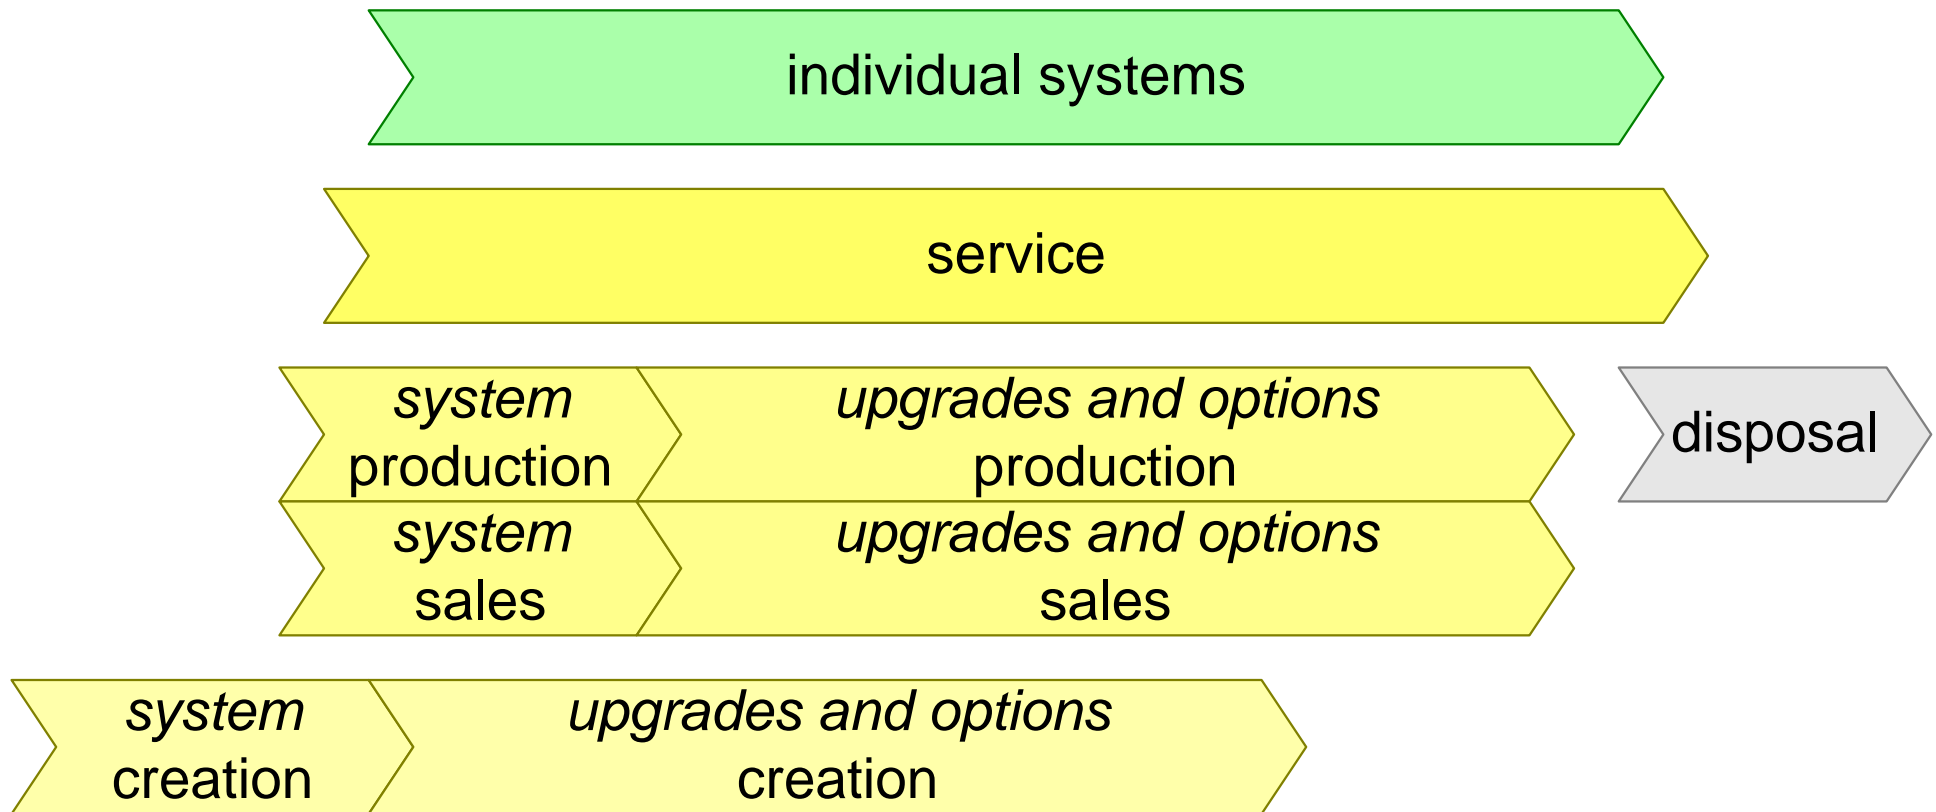 individual systems
service
system
production
upgrades and options
production
disposal
system
sales
upgrades and options
sales
system
creation
upgrades and options
creation